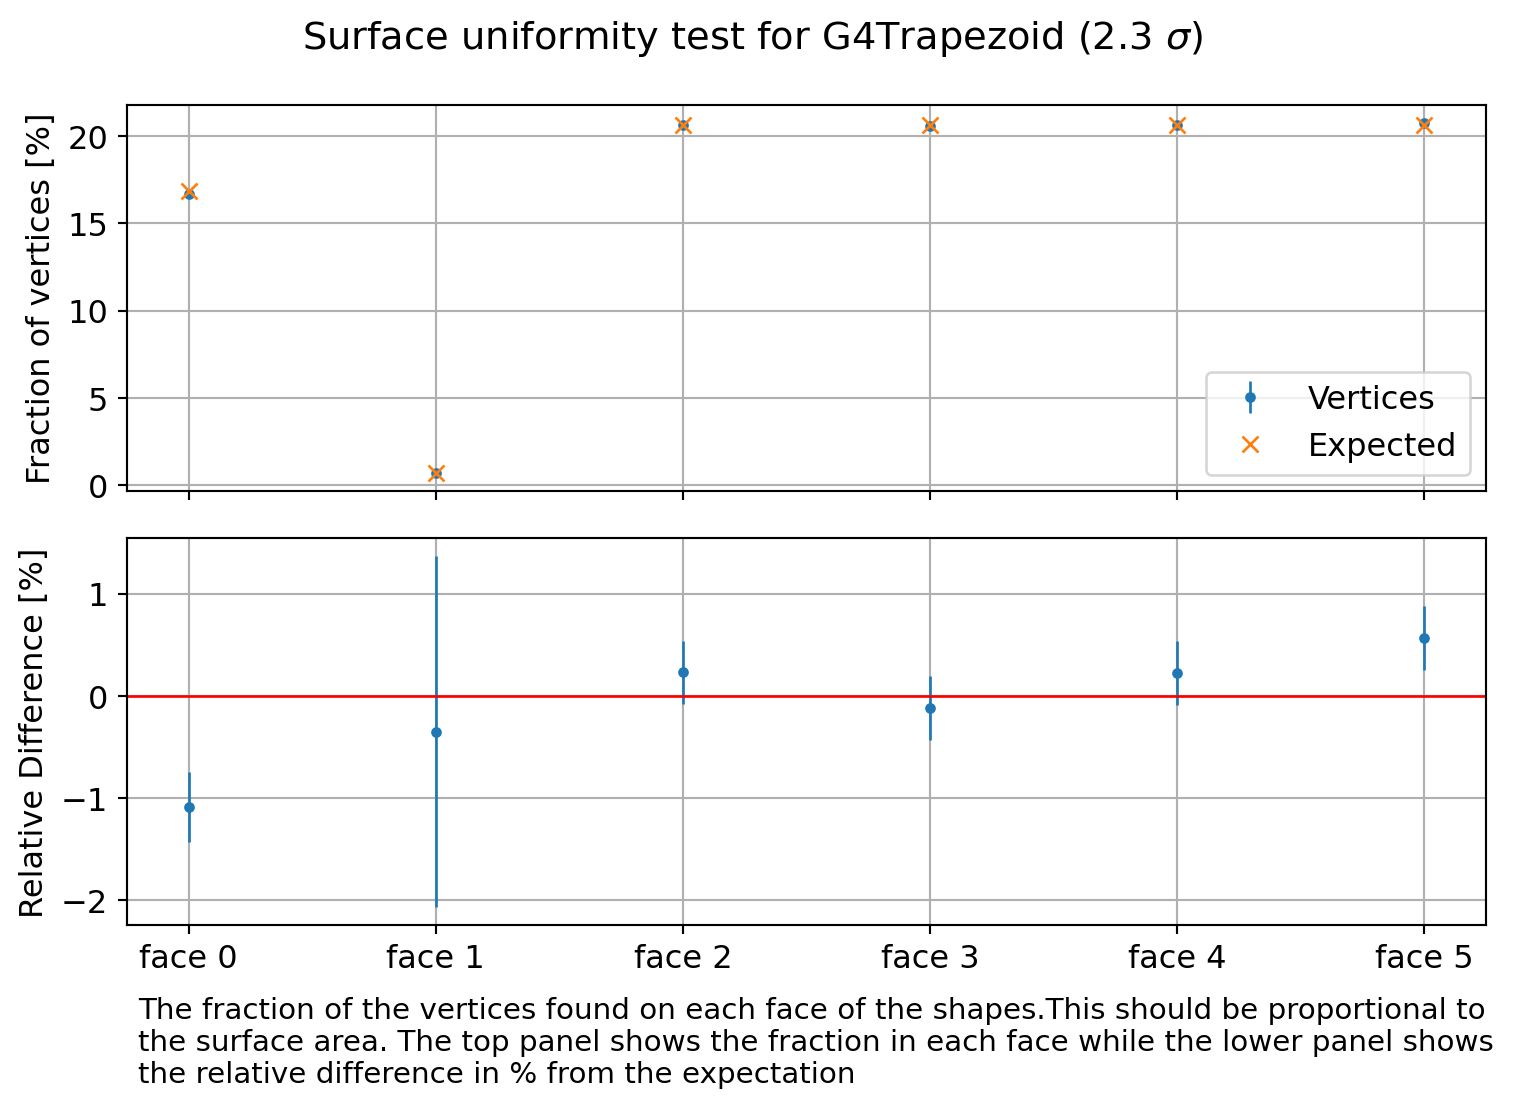 Surface uniformity test for G4Trapezoid (2.3 σ)
Fraction of vertices [%]
20
15
10
5
0
Vertices
Expected
Relative Difference [%]
1
0
−1
−2
face 0 face 1 face 2 face 3 face 4 face 5
The fraction of the vertices found on each face of the shapes.This should be proportional to
the surface area. The top panel shows the fraction in each face while the lower panel shows
the relative difference in % from the expectation